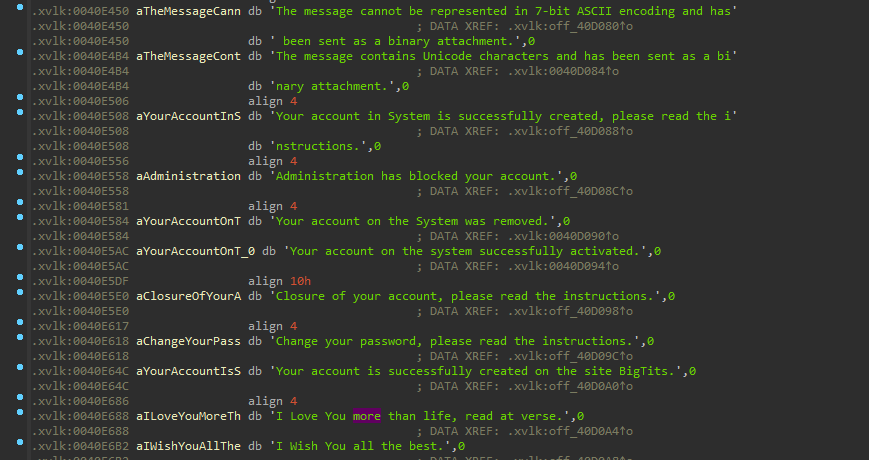 .xvlk:0040E450 aTheMessageCann db 'The message cannot be represented in 7-bit ASCII encoding and has'
.xvlk:0040E450 ; DATA XREF: .xvlk:off_40D080↑o
.xvlk:0040E450 db ' been sent as a binary attachment.',0
.xvlk:0040E4B4 aTheMessageCont db 'The message contains Unicode characters and has been sent as a bi'
.xvlk:0040E4B4 ; DATA XREF: .xvlk:0040D084↑o
.xvlk:0040E4B4 db 'nary attachment.',0
.xvlk:0040E506 align 4
.xvlk:0040E508 aYourAccountInS db 'Your account in System is successfully created, please read the i'
.xvlk:0040E508 ; DATA XREF: .xvlk:off_40D088↑o
.xvlk:0040E508 db 'nstructions.',0
.xvlk:0040E556 align 4
.xvlk:0040E558 aAdministration db 'Administration has blocked your account.',0
.xvlk:0040E558 ; DATA XREF: .xvlk:off_40D08C↑o
.xvlk:0040E581 align 4
.xvlk:0040E584 aYourAccountOnT db 'Your account on the System was removed.',0
.xvlk:0040E584 ; DATA XREF: .xvlk:0040D090↑o
.xvlk:0040E5AC aYourAccountOnT_0 db 'Your account on the system successfully activated.',0
.xvlk:0040E5AC ; DATA XREF: .xvlk:0040D094↑o
.xvlk:0040E5DF align 10h
.xvlk:0040E5E0 aClosureOfYourA db 'Closure of your account, please read the instructions.',0
.xvlk:0040E5E0 ; DATA XREF: .xvlk:off_40D098↑o
.xvlk:0040E617 align 4
.xvlk:0040E618 aChangeYourPass db 'Change your password, please read the instructions.',0
.xvlk:0040E618 ; DATA XREF: .xvlk:off_40D09C↑o
.xvlk:0040E64C aYourAccountIsS db 'Your account is successfully created on the site BigTits.',0
.xvlk:0040E64C ; DATA XREF: .xvlk:off_40D0A0↑o
.xvlk:0040E686 align 4
.xvlk:0040E688 aILoveYouMoreTh db 'I Love You more than life, read at verse.',0
.xvlk:0040E688 ; DATA XREF: .xvlk:off_40D0A4↑o
.xvlk:0040E6B2 aIWishYouAllThe db 'I Wish You all the best.',0